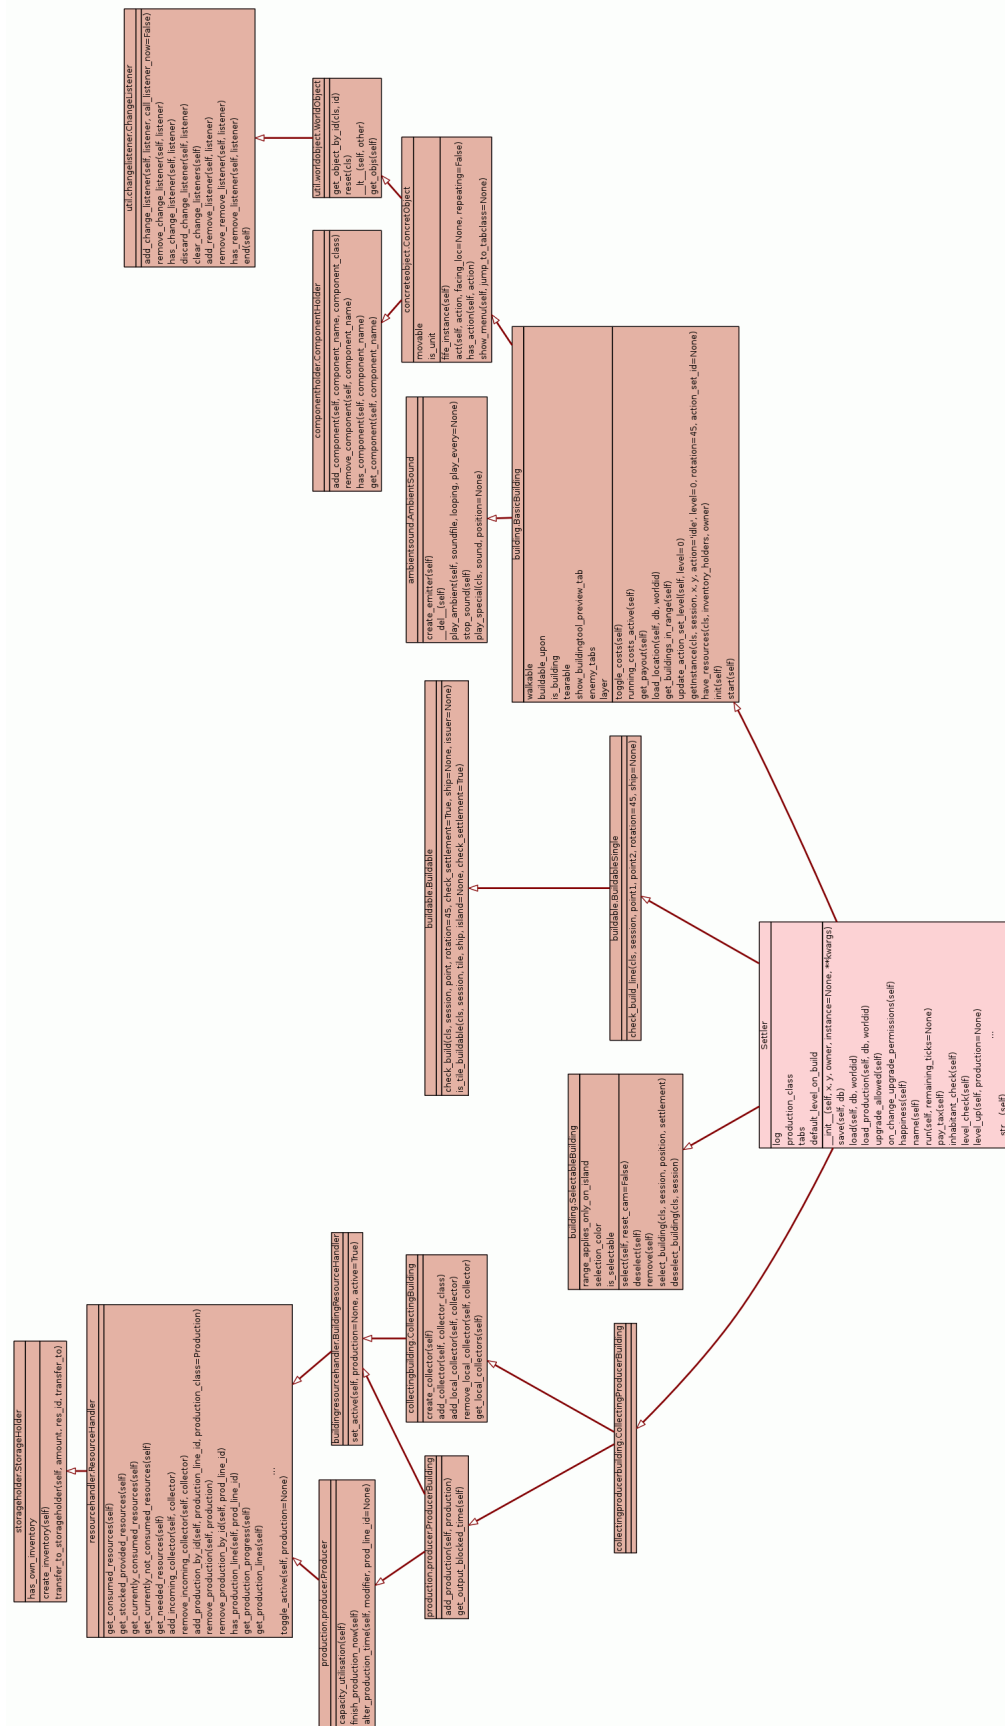 util.changelistener.ChangeListener
add_change_listener(self, listener, call_listener_now=False)
remove_change_listener(self, listener)
has_change_listener(self, listener)
discard_change_listener(self, listener)
clear_change_listeners(self)
add_remove_listener(self, listener)
remove_remove_listener(self, listener)
has_remove_listener(self, listener)
end(self)
util.worldobject.WorldObject
get_object_by_id(cls, id)
reset(cls)
__lt__(self, other)
get_objs(self)
componentholder.ComponentHolder
add_component(self, component_name, component_class)
remove_component(self, component_name)
has_component(self, component_name)
get_component(self, component_name)
concreteobject.ConcretObject
movable
is_unit
fife_instance(self)
act(self, action, facing_loc=None, repeating=False)
has_action(self, action)
show_menu(self, jump_to_tabclass=None)
ambientsound.AmbientSound
create_emitter(self)
__del__(self)
play_ambient(self, soundfile, looping, play_every=None)
stop_sound(self)
play_special(cls, sound, position=None)
building.BasicBuilding
walkable
buildable_upon
is_building
tearable
show_buildingtool_preview_tab
enemy_tabs
layer
toggle_costs(self)
running_costs_active(self)
get_payout(self)
load_location(self, db, worldid)
get_buildings_in_range(self)
update_action_set_level(self, level=0)
getInstance(cls, session, x, y, action='idle', level=0, rotation=45, action_set_id=None)
have_resources(cls, inventory_holders, owner)
init(self)
start(self)
buildable.Buildable
check_build(cls, session, point, rotation=45, check_settlement=True, ship=None, issuer=None)
is_tile_buildable(cls, session, tile, ship, island=None, check_settlement=True)
buildable.BuildableSingle
check_build_line(cls, session, point1, point2, rotation=45, ship=None)
building.SelectableBuilding
range_applies_only_on_island
selection_color
is_selectable
select(self, reset_cam=False)
deselect(self)
remove(self)
select_building(cls, session, position, settlement)
deselect_building(cls, session)
Settler
log
production_class
tabs
default_level_on_build
__init__(self, x, y, owner, instance=None, **kwargs)
save(self, db)
load(self, db, worldid)
load_production(self, db, worldid)
upgrade_allowed(self)
on_change_upgrade_permissions(self)
happiness(self)
name(self)
run(self, remaining_ticks=None)
pay_tax(self)
inhabitant_check(self)
level_check(self)
level_up(self, production=None)
...
__str__(self)
storageholder.StorageHolder
has_own_inventory
create_inventory(self)
transfer_to_storageholder(self, amount, res_id, transfer_to)
resourcehandler.ResourceHandler
get_consumed_resources(self)
get_stocked_provided_resources(self)
get_currently_consumed_resources(self)
get_currently_not_consumed_resources(self)
get_needed_resources(self)
add_incoming_collector(self, collector)
remove_incoming_collector(self, collector)
add_production_by_id(self, production_line_id, production_class=Production)
remove_production(self, production)
remove_production_by_id(self, prod_line_id)
has_production_line(self, prod_line_id)
get_production_progress(self)
get_production_lines(self)
...
toggle_active(self, production=None)
buildingresourcehandler.BuildingResourceHandler
set_active(self, production=None, active=True)
production.producer.Producer
capacity_utilisation(self)
finish_production_now(self)
alter_production_time(self, modifier, prod_line_id=None)
collectingbuilding.CollectingBuilding
create_collector(self)
add_collector(self, collector_class)
add_local_collector(self, collector)
remove_local_collector(self, collector)
get_local_collectors(self)
production.producer.ProducerBuilding
add_production(self, production)
get_output_blocked_time(self)
collectingproducerbuilding.CollectingProducerBuilding